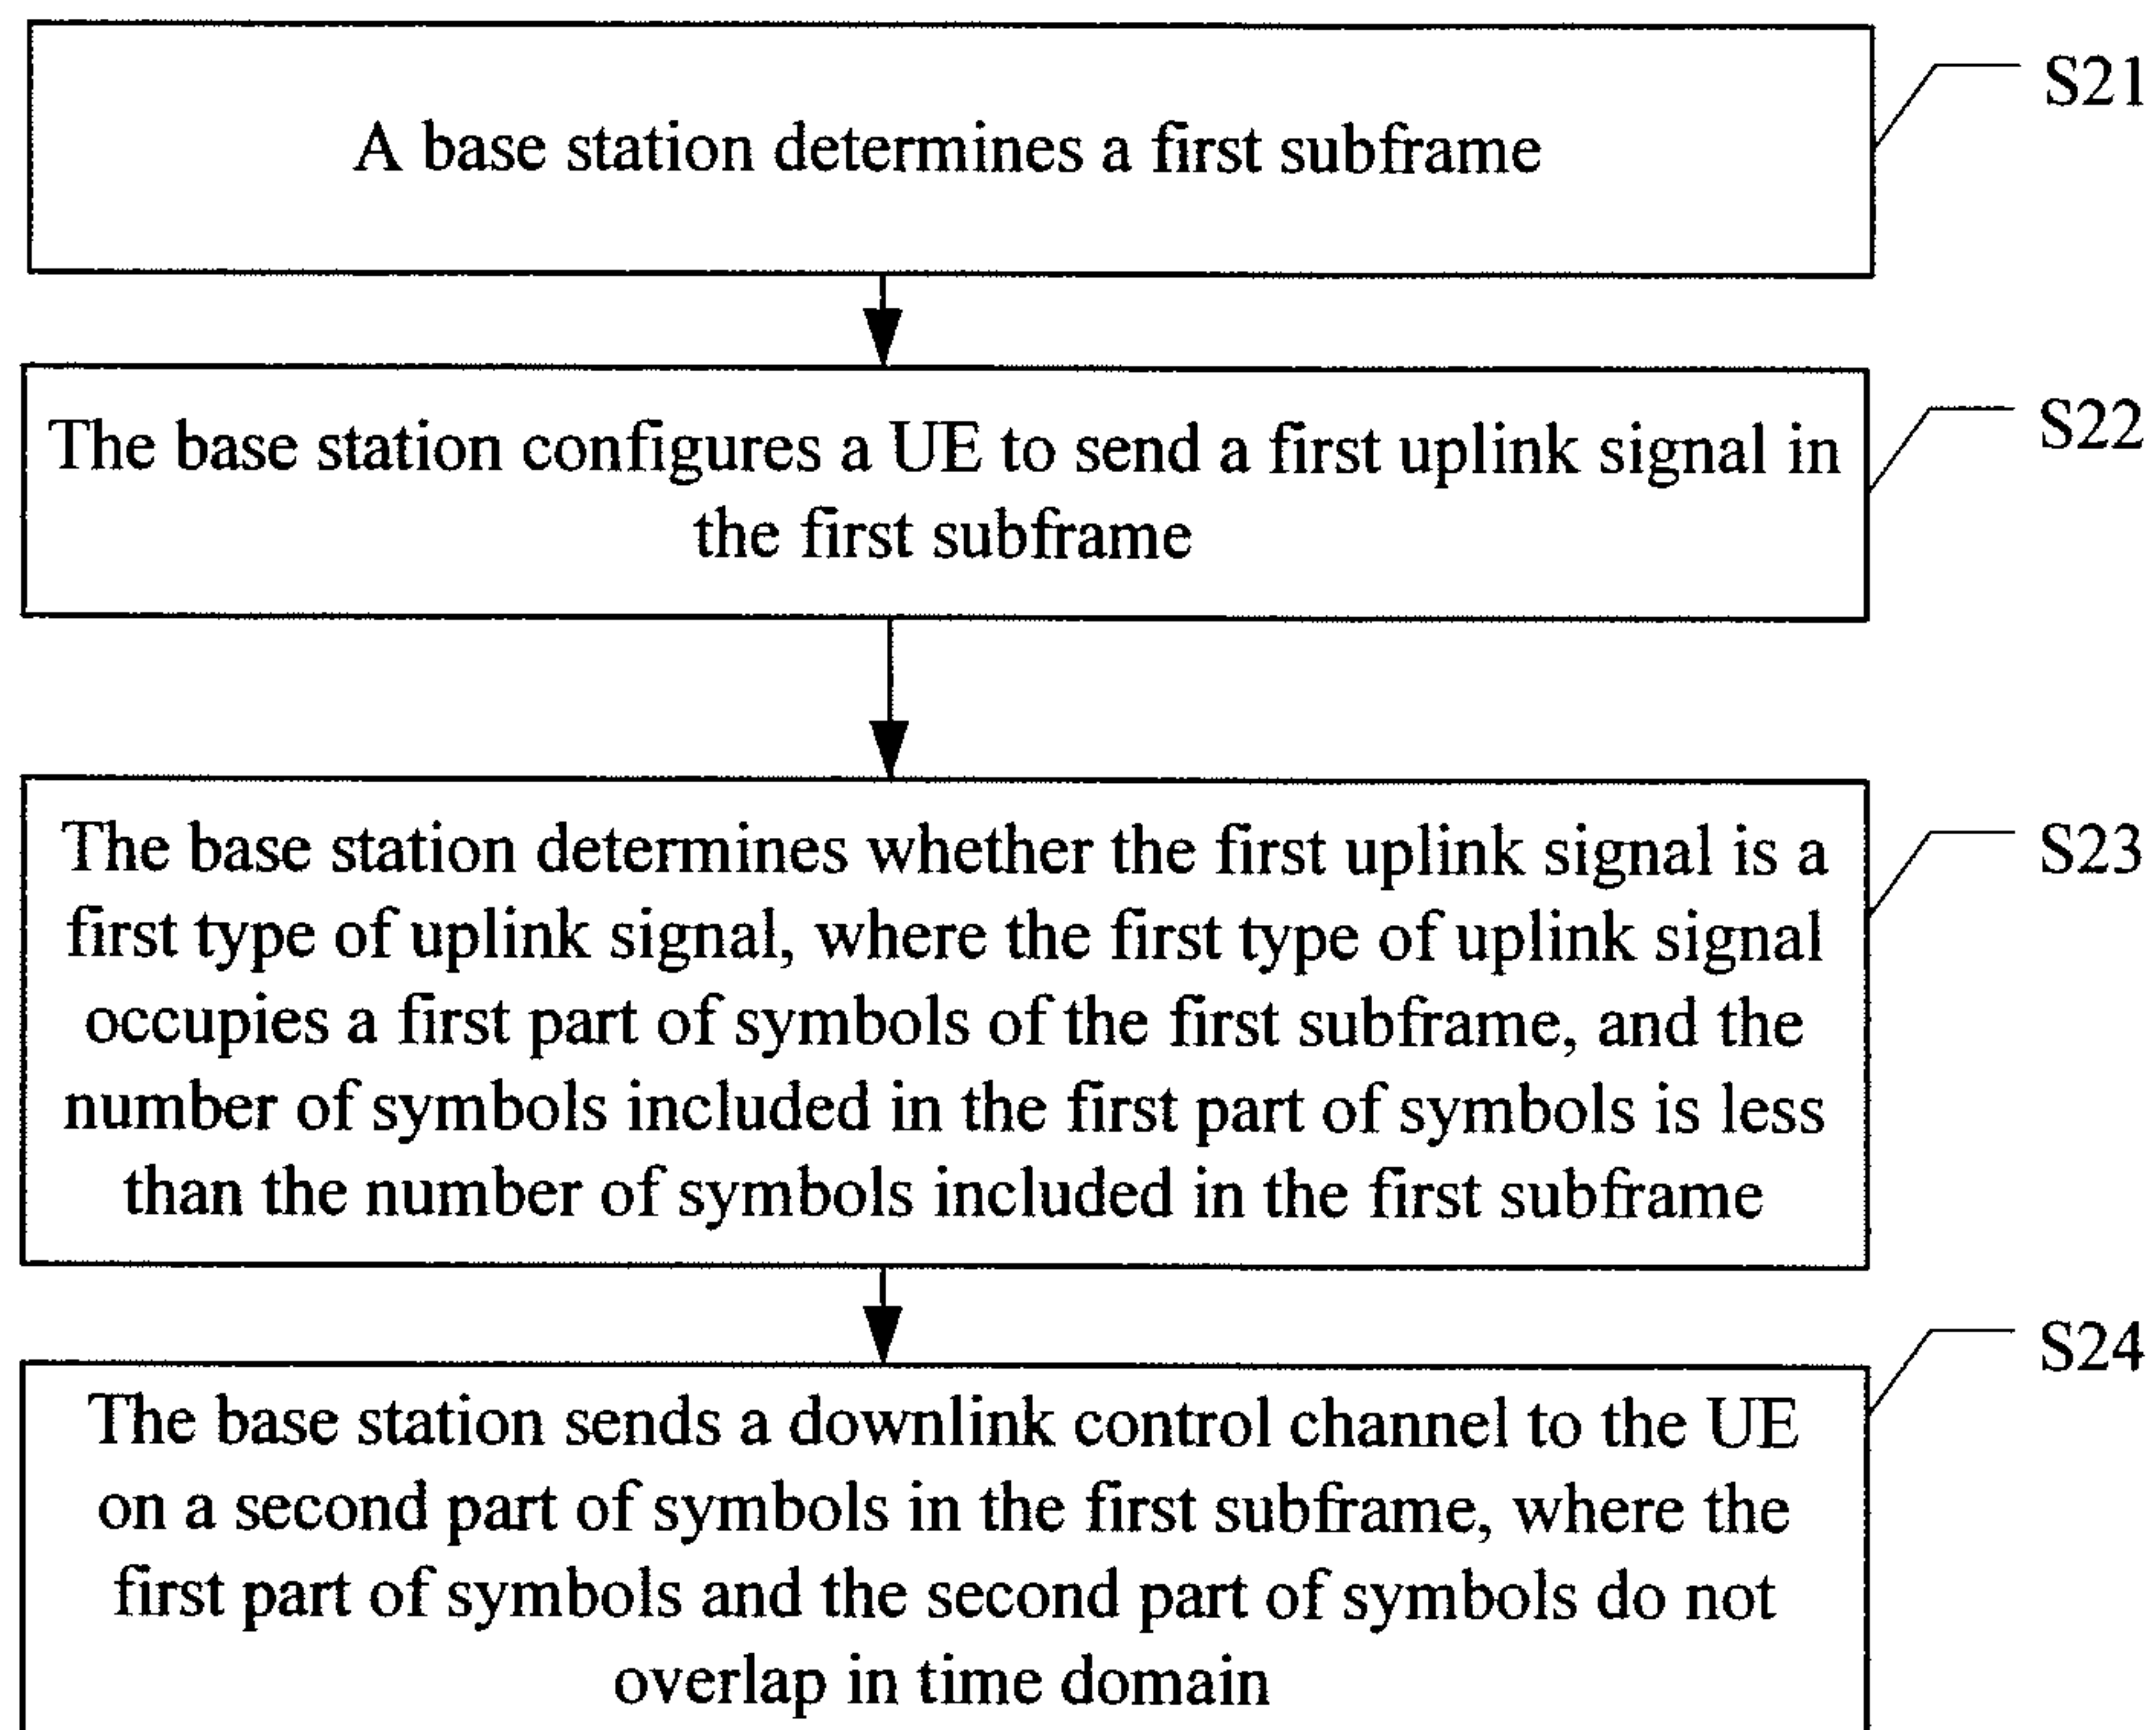 A base station determines a first subframe
S21
The base station configures a UE to send a first uplink signal in
the first subframe
S22
The base station determines whether the first uplink signal is a
first type of uplink signal, where the first type of uplink signal
occupies a first part of symbols of the first subframe, and the
number of symbols included in the first part of symbols is less
than the number of symbols included in the first subframe
S23
The base station sends a downlink control channel to the UE
on a second part of symbols in the first subframe, where the
first part of symbols and the second part of symbols do not
overlap in time domain
S24